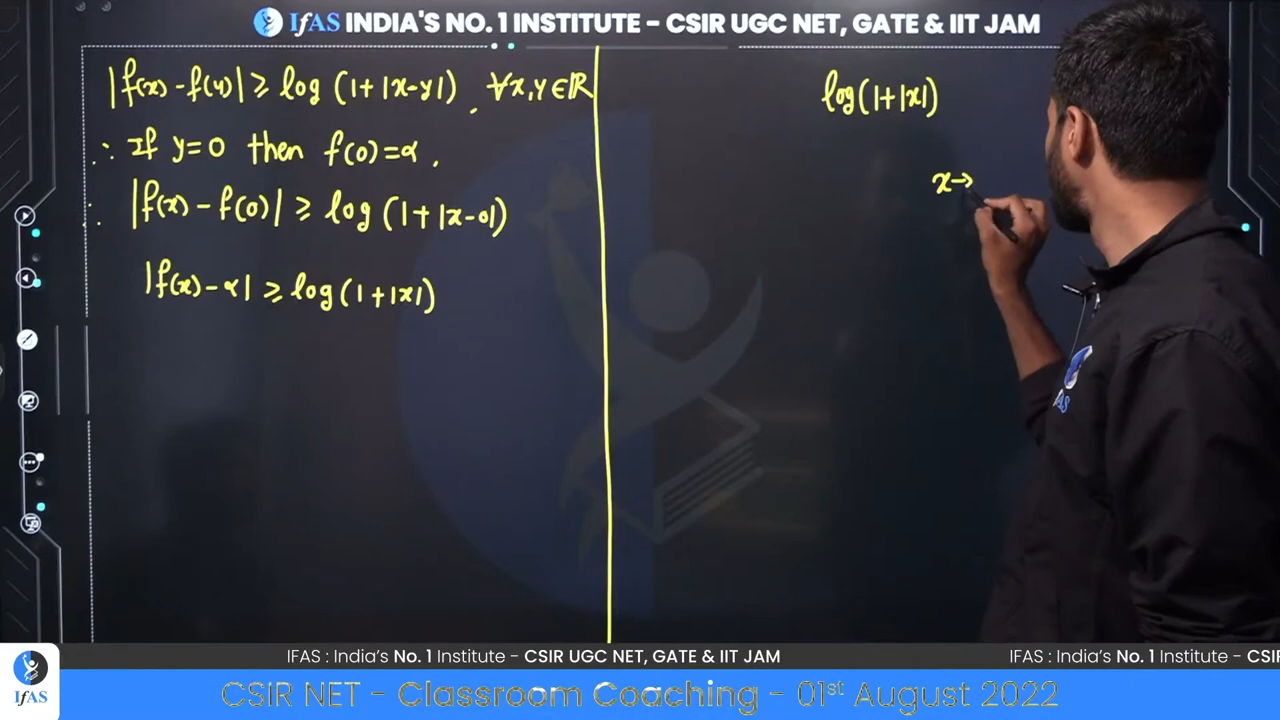 IFAS INDIA'S NO. 1 INSTITUTE - CSIR UGC NET, GATE & IIT JAM
|f(x) - f(y)| ≥ log (1+|x-y|) , ∀x,y∈ℝ
∴ If y=0 then f(0)=α.
∴ |f(x) - f(0)| ≥ log (1+|x-0|)
|f(x) - α| ≥ log (1+|x|)
log(1+|x|)
x→
IFAS
IFAS : India's No. 1 Institute - CSIR UGC NET, GATE & IIT JAM
IFAS : India's No. 1 Institute - CSIR
IFAS
CSIR NET - Classroom Coaching - 01st August 2022